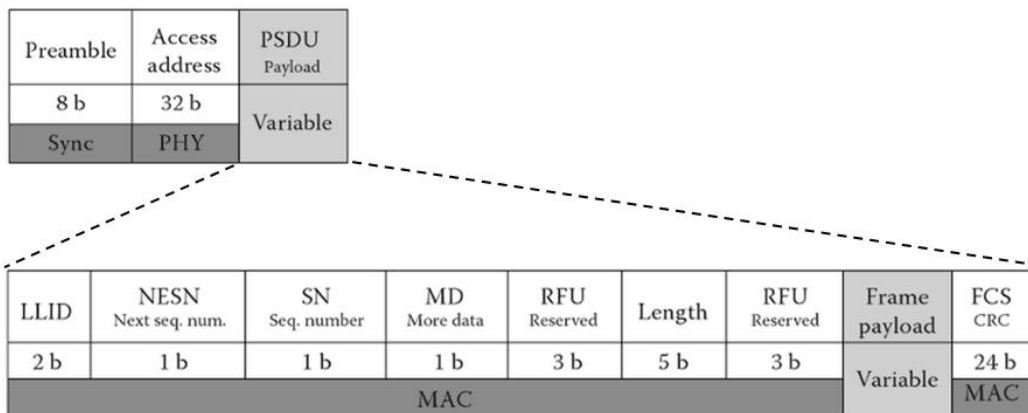 Preamble Access address PSDU Payload
8 b 32 b Variable
Sync PHY
LLID NESN Next seq. num. SN Seq. number MD More data RFU Reserved Length RFU Reserved Frame payload FCS CRC
2 b 1 b 1 b 1 b 3 b 5 b 3 b Variable 24 b
MAC MAC